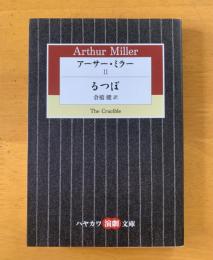 Arthur Miller
アーサー・ミラー
II
るつぼ
倉橋健 訳
The Crucible
ハヤカワ演劇文庫